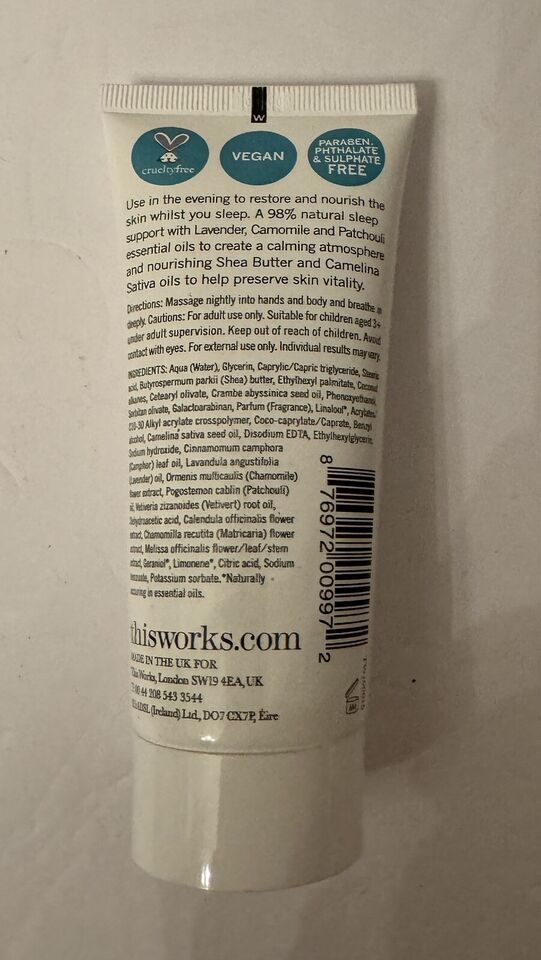 W
crueltyfree
VEGAN
PARABEN,
PHTHALATE
& SULPHATE
FREE
Use in the evening to restore and nourish the
skin whilst you sleep. A 98% natural sleep
support with Lavender, Camomile and Patchouli
essential oils to create a calming atmosphere
and nourishing Shea Butter and Camelina
Sativa oils to help preserve skin vitality.
Directions: Massage nightly into hands and body and breathe in
deeply. Cautions: For adult use only. Suitable for children aged 3+
under adult supervision. Keep out of reach of children. Avoid
contact with eyes. For external use only. Individual results may vary.
INGREDIENTS: Aqua (Water), Glycerin, Caprylic/Capric triglyceride, Stearic
acid, Butyrospermum parkii (Shea) butter, Ethylhexyl palmitate, Coconut
alkanes, Cetearyl olivate, Crambe abyssinica seed oil, Phenoxyethanol,
Sorbitan olivate, Galactoarabinan, Parfum (Fragrance), Linalool*, Acrylates/
C10-30 Alkyl acrylate crosspolymer, Coco-caprylate/Caprate, Benzyl
alcohol, Camelina sativa seed oil, Disodium EDTA, Ethylhexylglycerin,
Sodium hydroxide, Cinnamomum camphora
(Camphor) leaf oil, Lavandula angustifolia
(Lavender) oil, Ormenis multicaulis (Chamomile)
flower extract, Pogostemon cablin (Patchouli)
oil, Vetiveria zizanoides (Vetivert) root oil,
Dehydroacetic acid, Calendula officinalis flower
extract, Chamomilla recutita (Matricaria) flower
extract, Melissa officinalis flower/leaf/stem
extract, Geraniol*, Limonene*, Citric acid, Sodium
benzoate, Potassium sorbate. *Naturally
occuring in essential oils.
8 76972 00997 2
thisworks.com
MADE IN THE UK FOR
This Works, London SW19 4EA, UK
T 00 44 208 543 3544
(Ireland) Ltd., DO7 CX7P, Éire